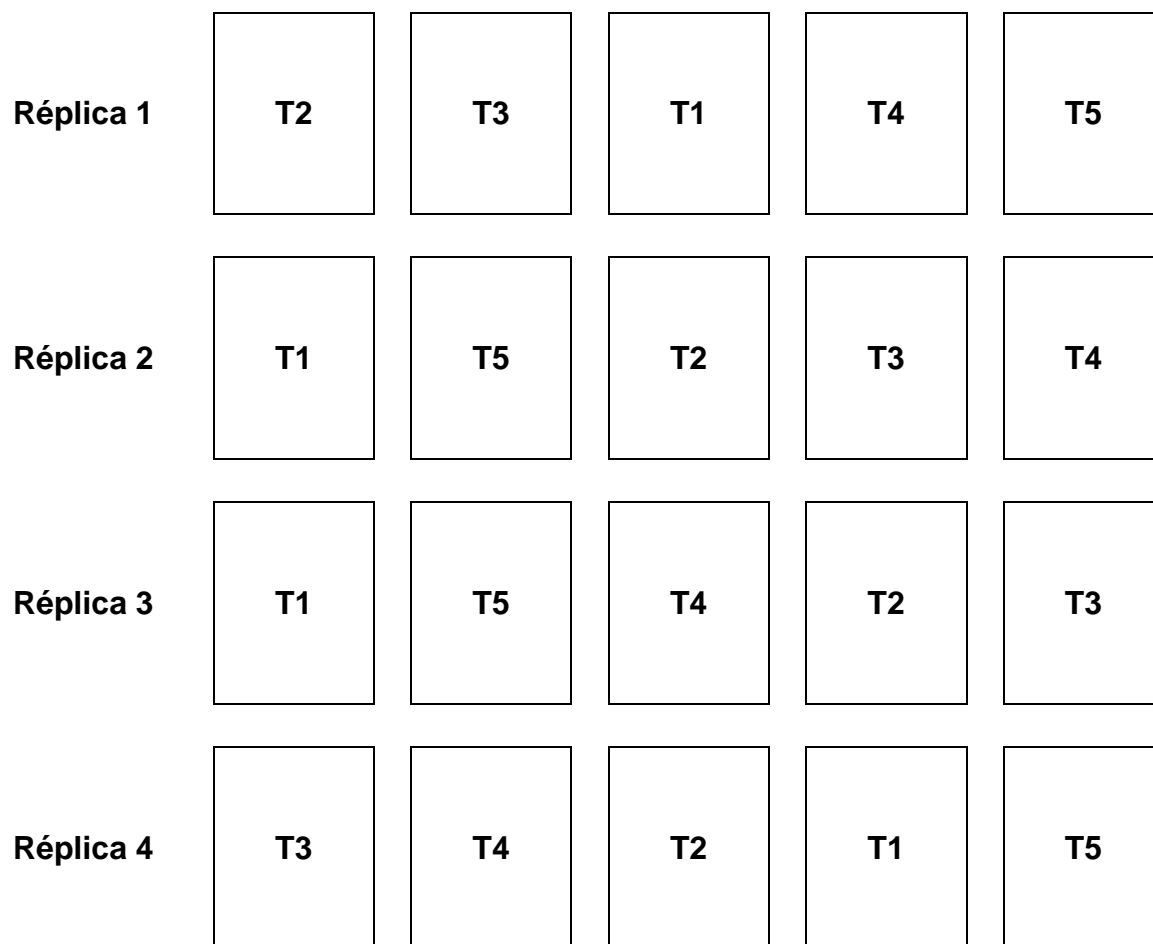 Réplica 1 T2 T3 T1 T4 T5
Réplica 2 T1 T5 T2 T3 T4
Réplica 3 T1 T5 T4 T2 T3
Réplica 4 T3 T4 T2 T1 T5